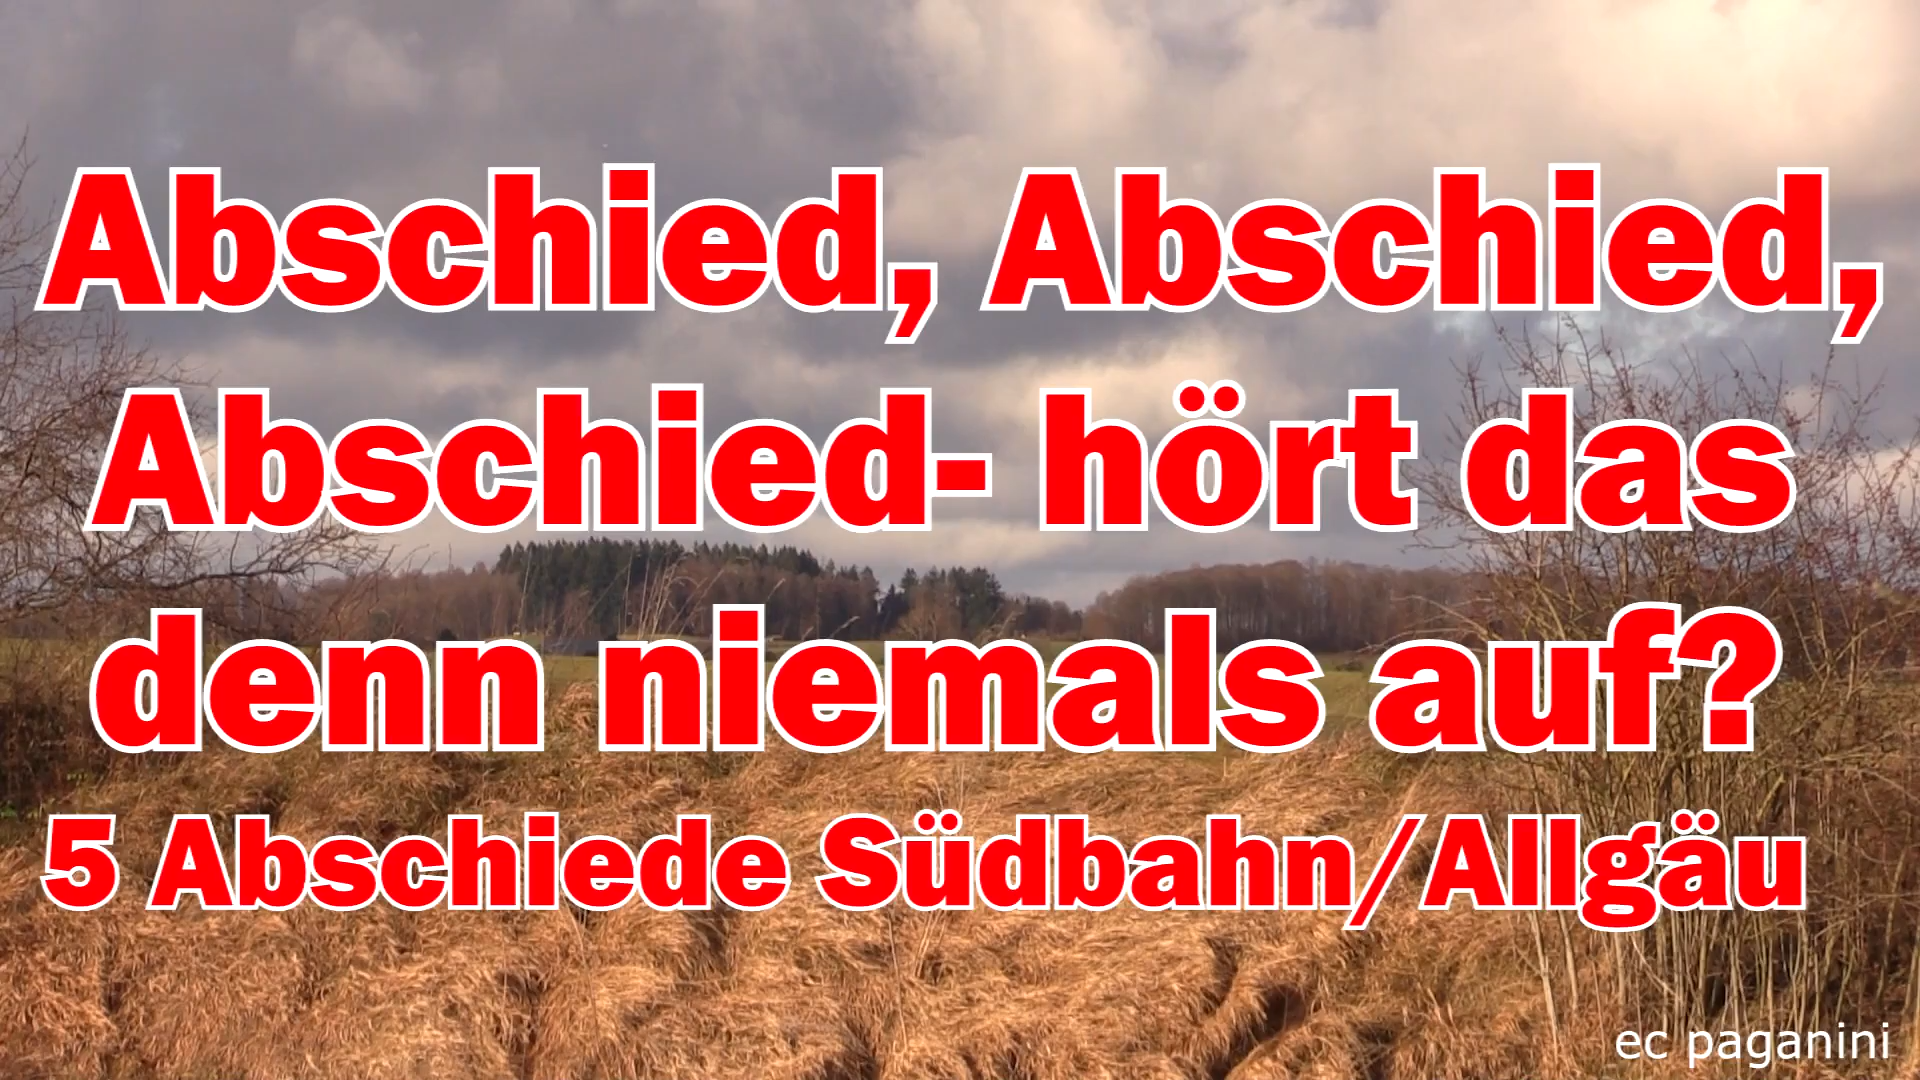 Abschied, Abschied,
Abschied- hört das
denn niemals auf?
5 Abschiede Südbahn/Allgäu
ec paganini